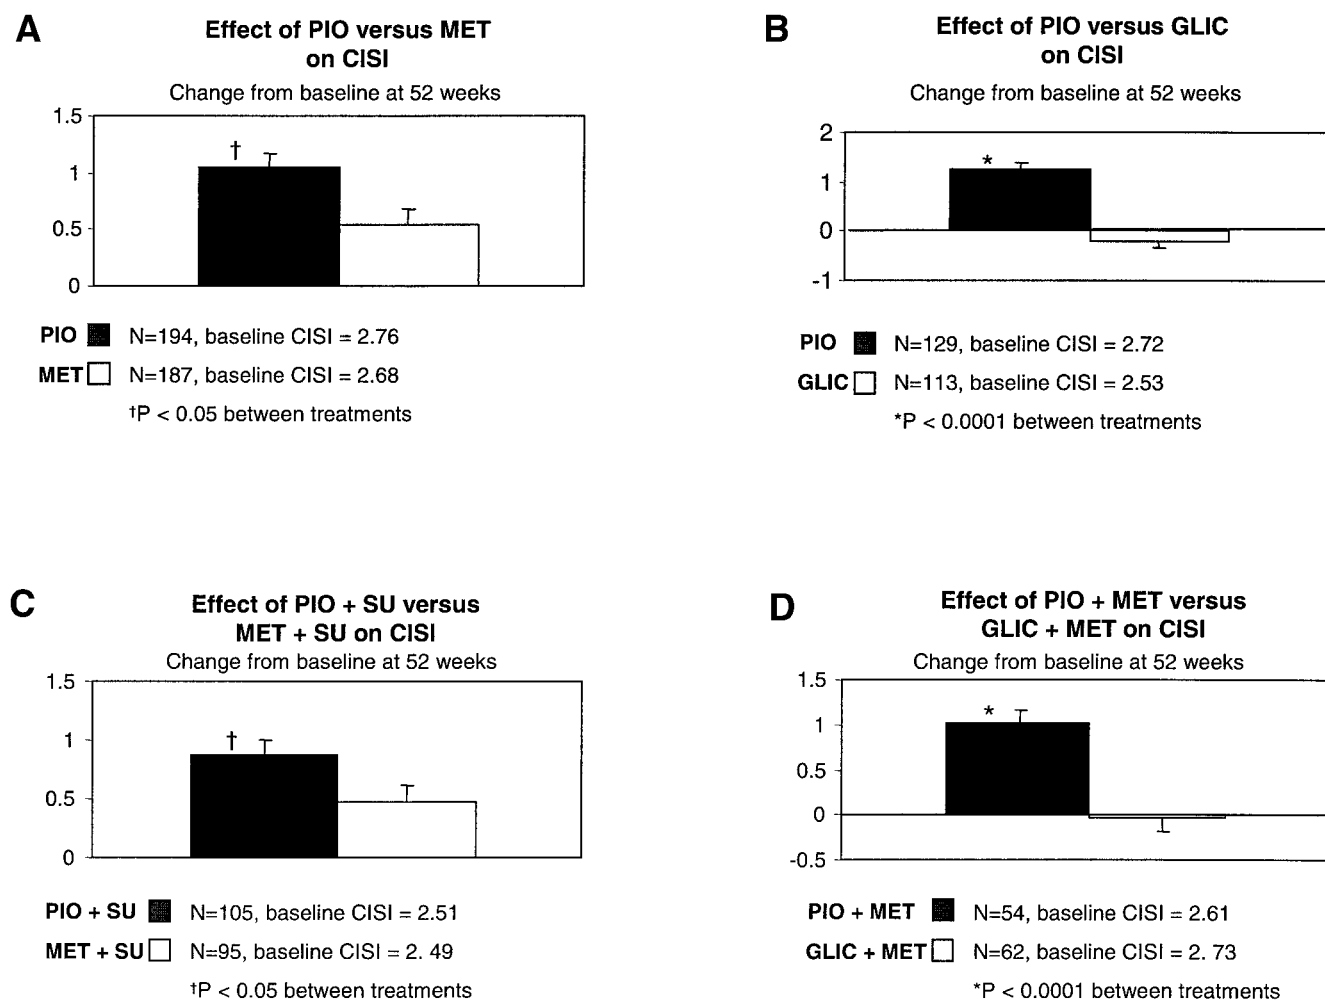 A
Effect of PIO versus MET
on CISI
Change from baseline at 52 weeks
1.5
†
1
0.5
0
PIO N=194, baseline CISI = 2.76
MET N=187, baseline CISI = 2.68
†P < 0.05 between treatments
B
Effect of PIO versus GLIC
on CISI
Change from baseline at 52 weeks
2
*
1
0
-1
PIO N=129, baseline CISI = 2.72
GLIC N=113, baseline CISI = 2.53
*P < 0.0001 between treatments
C
Effect of PIO + SU versus
MET + SU on CISI
Change from baseline at 52 weeks
1.5
†
1
0.5
0
PIO + SU N=105, baseline CISI = 2.51
MET + SU N=95, baseline CISI = 2. 49
†P < 0.05 between treatments
D
Effect of PIO + MET versus
GLIC + MET on CISI
Change from baseline at 52 weeks
1.5
*
1
0.5
0
-0.5
PIO + MET N=54, baseline CISI = 2.61
GLIC + MET N=62, baseline CISI = 2. 73
*P < 0.0001 between treatments